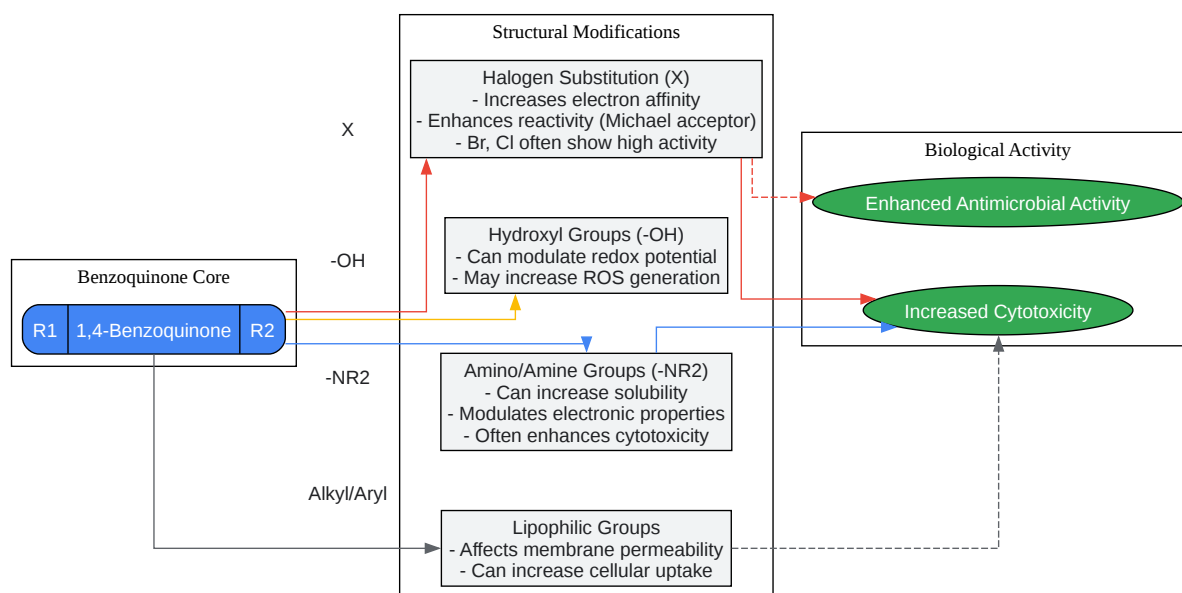 Structural Modifications
Halogen Substitution (X)
- Increases electron affinity
- Enhances reactivity (Michael acceptor)
- Br, Cl often show high activity
X
Biological Activity
Enhanced Antimicrobial Activity
Hydroxyl Groups (-OH)
- Can modulate redox potential
- May increase ROS generation
-OH
Benzoquinone Core
R1
1,4-Benzoquinone
R2
Increased Cytotoxicity
-NR2
Amino/Amine Groups (-NR2)
- Can increase solubility
- Modulates electronic properties
- Often enhances cytotoxicity
Alkyl/Aryl
Lipophilic Groups
- Affects membrane permeability
- Can increase cellular uptake